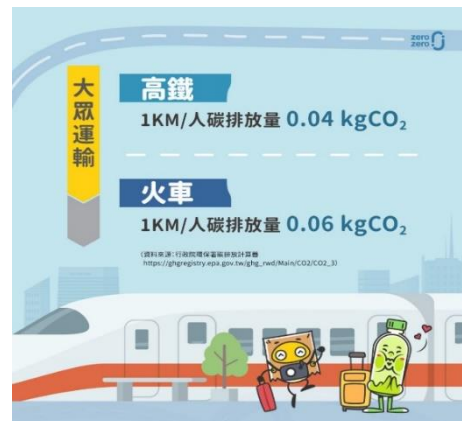 zero
zero
大眾運輸
高鐵
1KM/人碳排放量 0.04 kgCO₂
火車
1KM/人碳排放量 0.06 kgCO₂
(資料來源:行政院環保署碳排放計算器
https://ghgregistry.epa.gov.tw/ghg_rwd/Main/CO2/CO2_3)